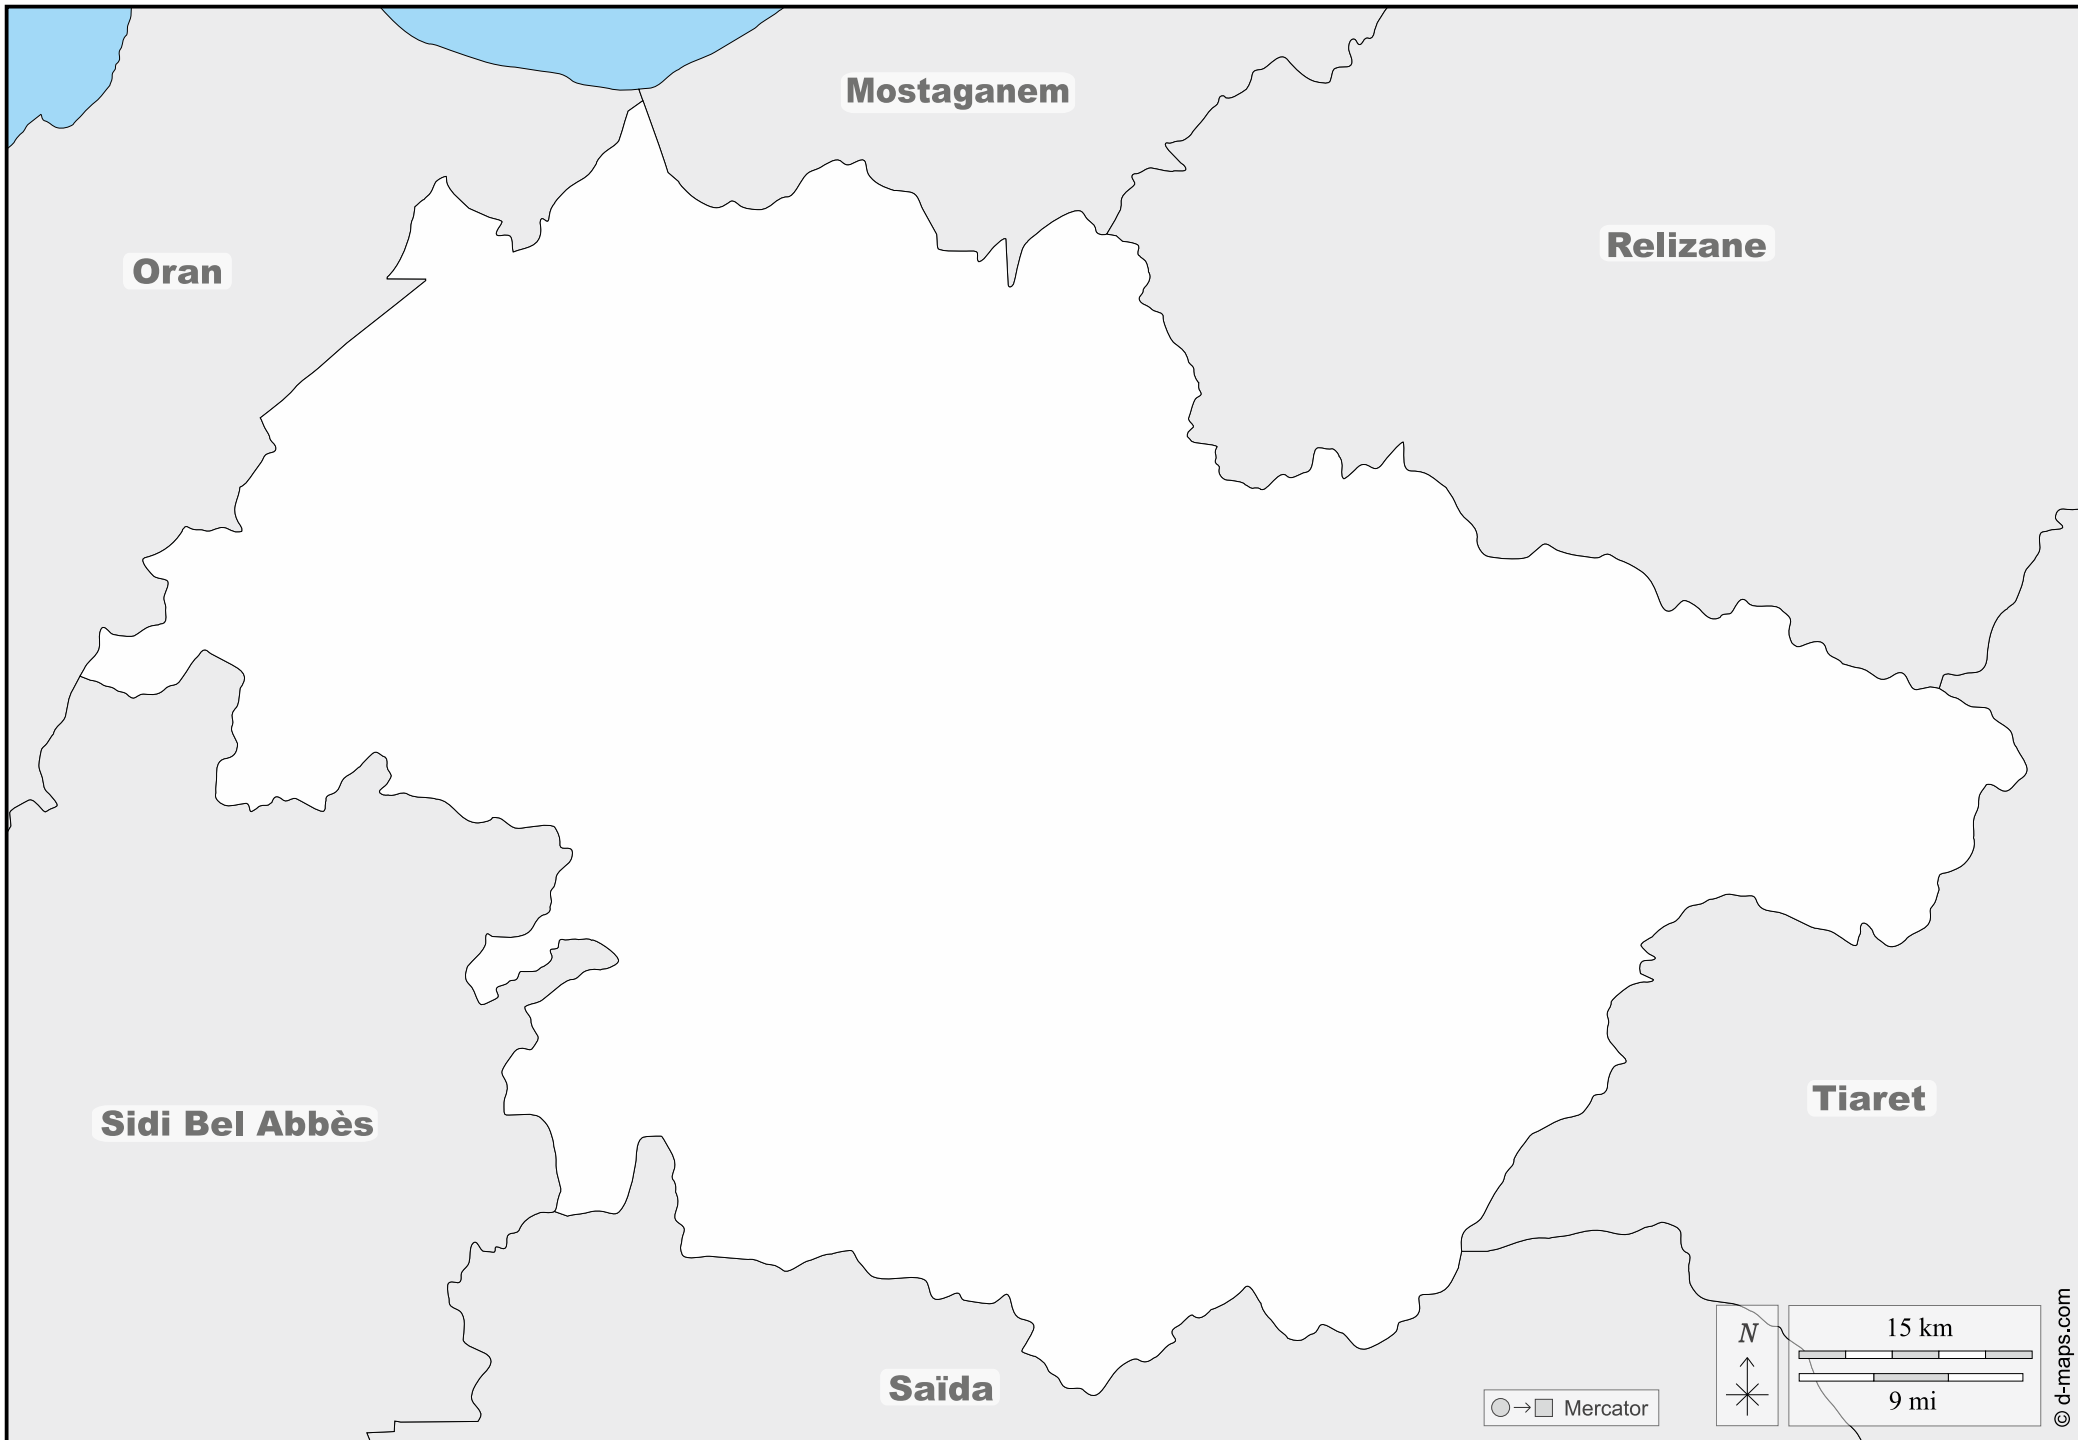 Mostaganem
Relizane
Oran
Tiaret
Sidi Bel Abbès
Saïda
N
15 km
9 mi
Mercator
© d-maps.com